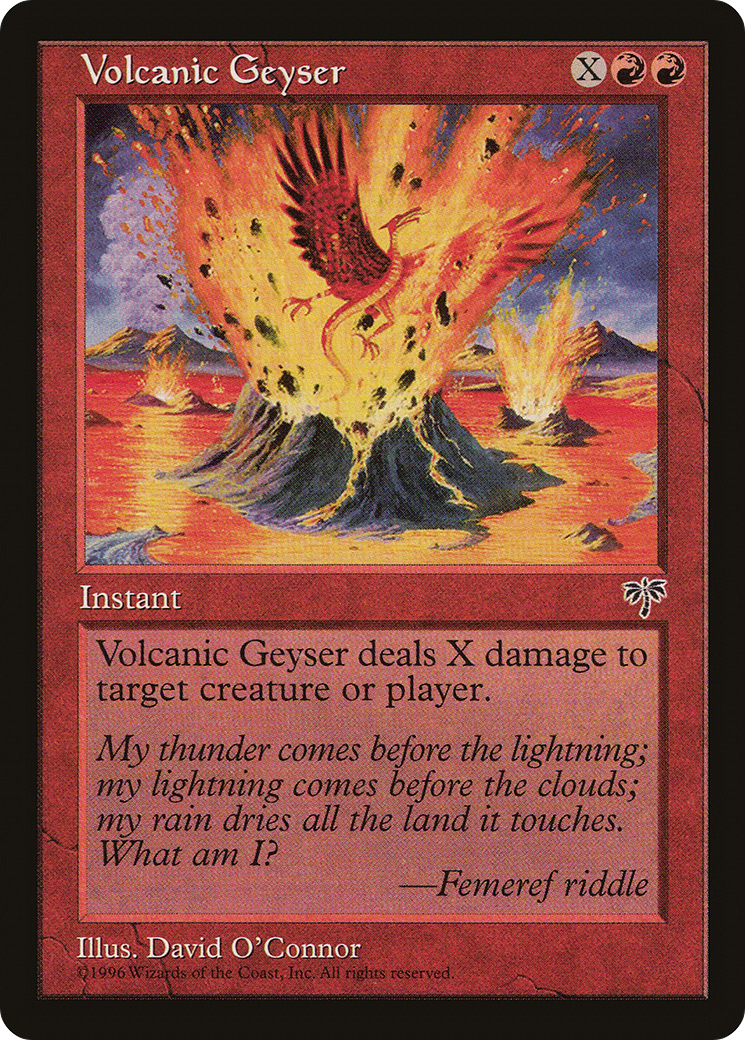 Volcanic Geyser X
Instant
Volcanic Geyser deals X damage to
target creature or player.
My thunder comes before the lightning;
my lightning comes before the clouds;
my rain dries all the land it touches.
What am I?
—Femeref riddle
Illus. David O'Connor
©1996 Wizards of the Coast, Inc. All rights reserved.